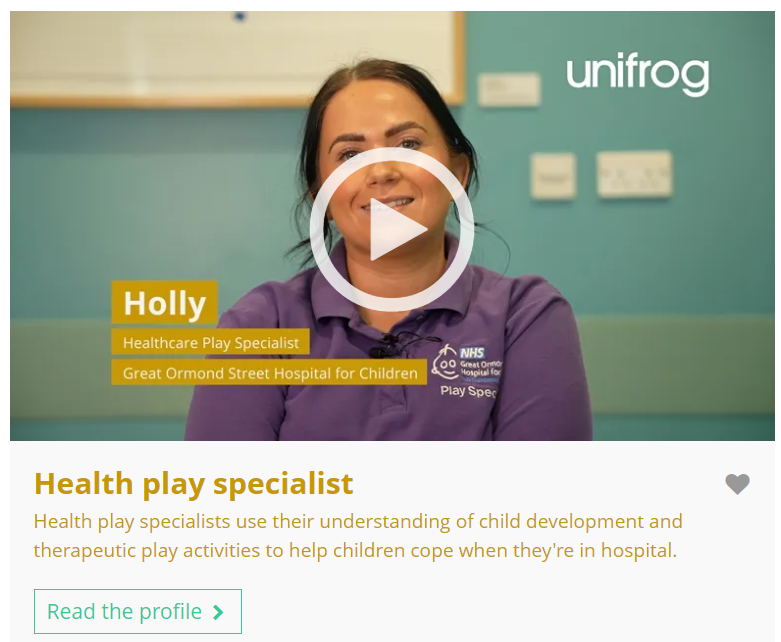 unifrog
Holly
Healthcare Play Specialist
Great Ormond Street Hospital for Children
NHS
Great Ormo
Hospital for
Play Spec
Health play specialist
Health play specialists use their understanding of child development and
therapeutic play activities to help children cope when they're in hospital.
Read the profile